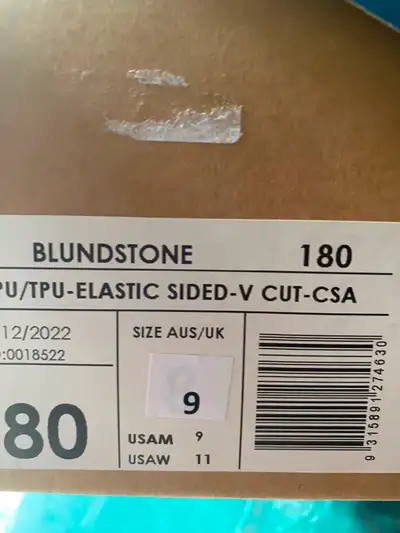 BLUNDSTONE 180
PU/TPU-ELASTIC SIDED-V CUT-CSA
12/2022
:0018522
80
SIZE AUS/UK
9
USAM 9
USAW 11
9 315891 274630